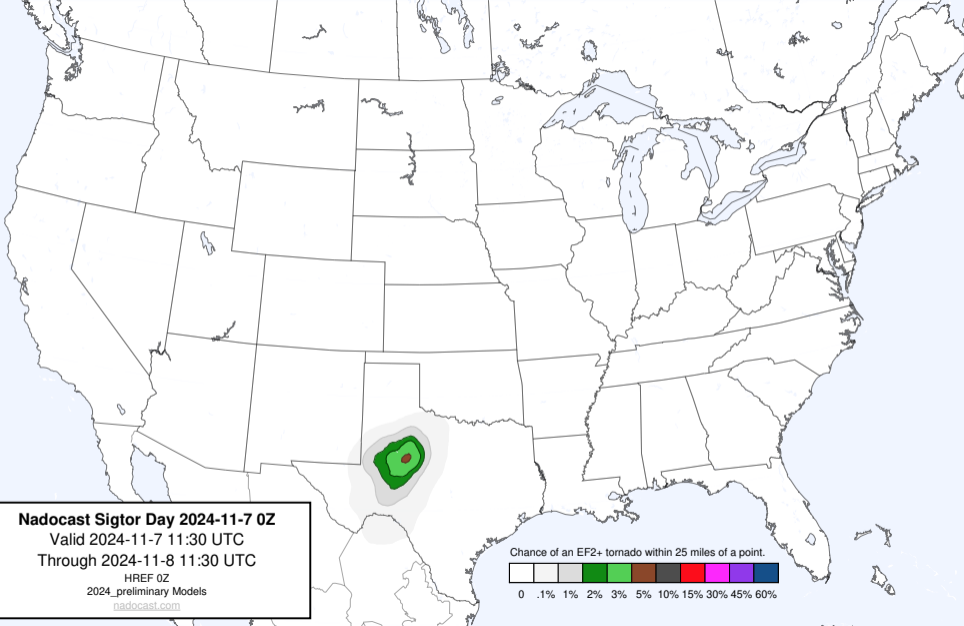 Nadocast Sigtor Day 2024-11-7 0Z
Valid 2024-11-7 11:30 UTC
Through 2024-11-8 11:30 UTC
HREF 0Z
2024_preliminary Models
nadocast.com
Chance of an EF2+ tornado within 25 miles of a point.
0 .1% 1% 2% 3% 5% 10% 15% 30% 45% 60%